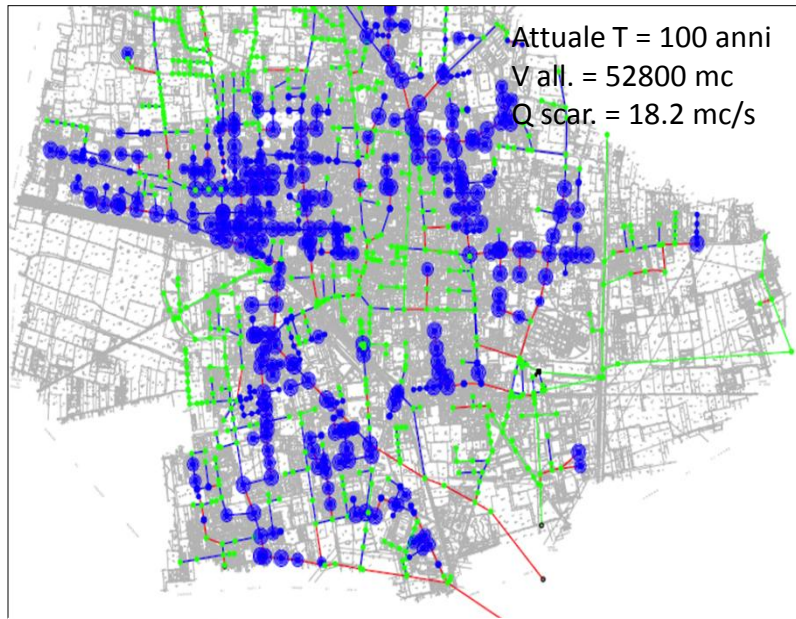 Attuale T = 100 anni
V all. = 52800 mc
Q scar. = 18.2 mc/s